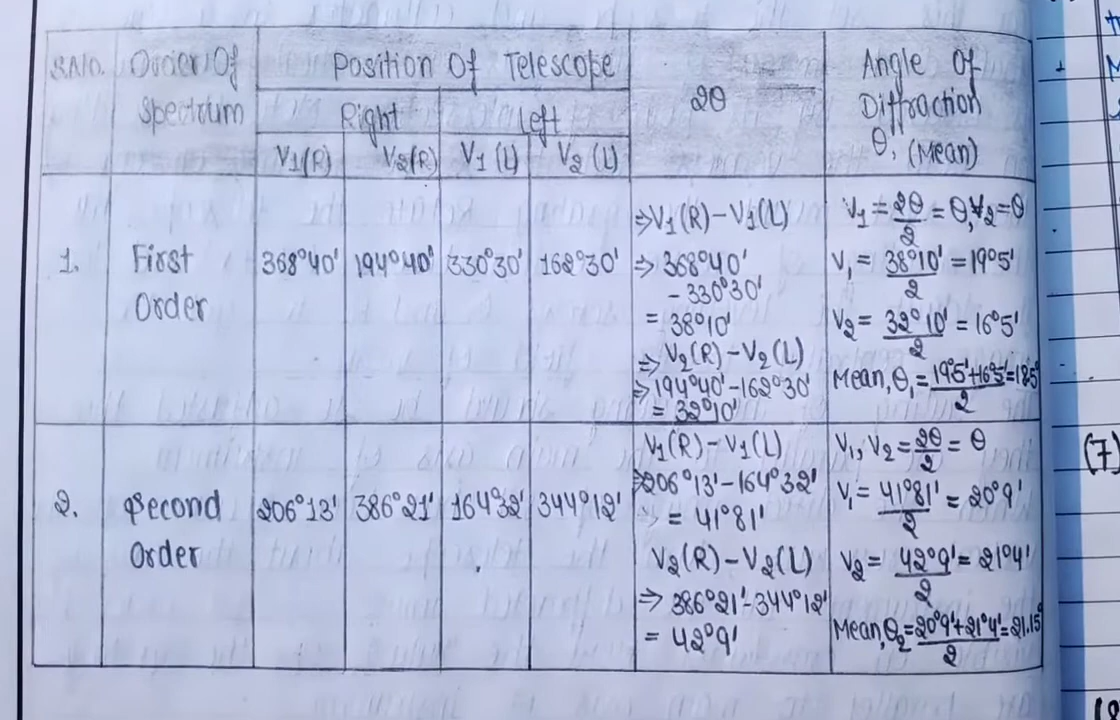 S.No. Order Of Spectrum Position Of Telescope 2θ Angle Of Diffraction θ, (Mean)
Right Left
V₁(R) V₂(R) V₁(L) V₂(L)
1. First Order 368°40' 194°40' 330°30' 162°30'
⇒V₁(R)-V₁(L)
⇒ 368°40'
- 330°30'
= 38°10'
⇒ V₂(R)-V₂(L)
⇒194°40'-162°30'
= 32°10'
V₁ = 2θ/2 = θ, V₂=θ
V₁ = 38°10'/2 = 19°5'
V₂ = 32°10'/2 = 16°5'
Mean, θ₁ = 19°5'+16°5'/2 = 18.5°
2. Second Order 206°13' 386°21' 164°32' 344°12'
V₁(R)-V₁(L)
⇒206°13'-164°32'
⇒ = 41°81'
V₂(R)-V₂(L)
⇒ 386°21'-344°12'
= 42°9'
V₁, V₂ = 2θ/2 = θ
V₁ = 41°81'/2 = 20°9'
V₂ = 42°9'/2 = 21°4'
Mean, θ₂ = 20°9'+21°4'/2 = 21.15°
(7)